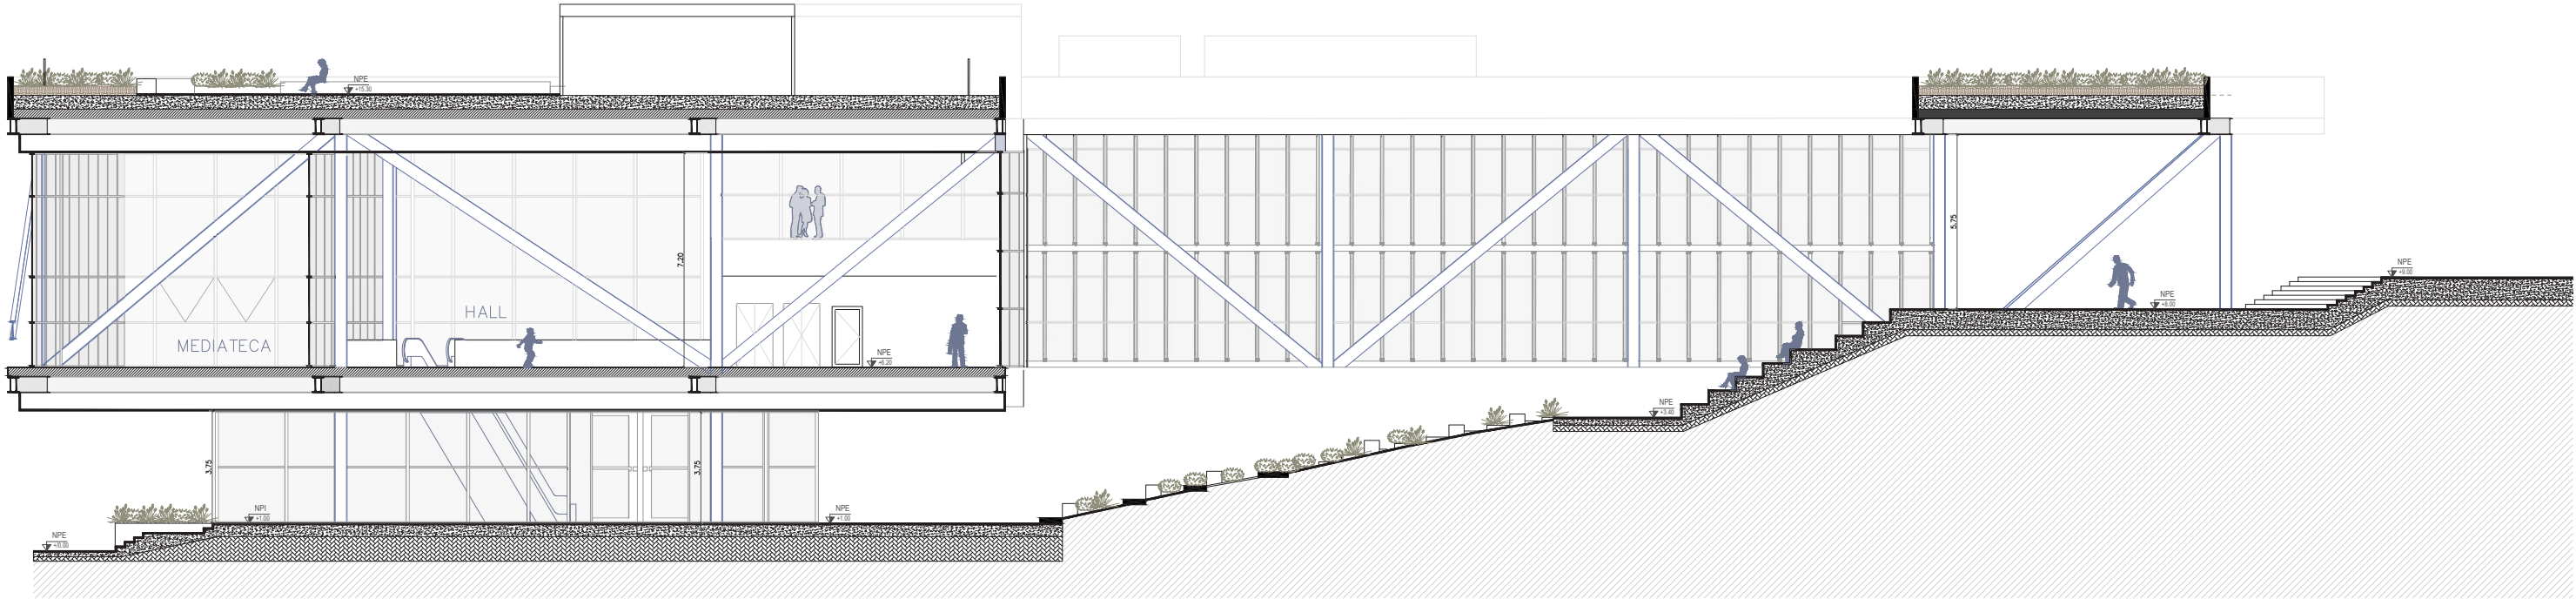 NPE
+15.30
7.20
5.75
HALL
MEDIATECA
NPE
+6.20
NPE
+9.00
NPE
+8.00
NPE
+3.40
3.75
3.75
NPI
+1.00
NPE
+1.00
NPE
+0.00